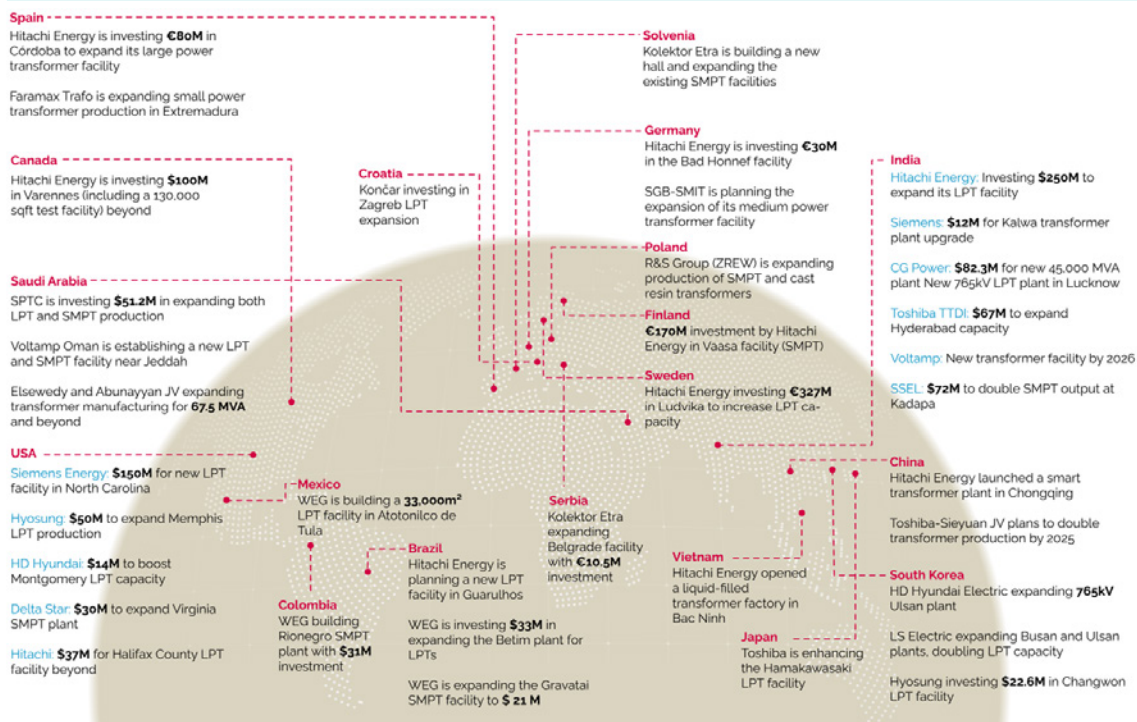 Spain
Hitachi Energy is investing €80M in
Córdoba to expand its large power
transformer facility
Faramax Trafo is expanding small power
transformer production in Extremadura
Canada
Hitachi Energy is investing $100M
in Varennes (including a 130,000
sqft test facility) beyond
Saudi Arabia
SPTC is investing $51.2M in expanding both
LPT and SMPT production
Voltamp Oman is establishing a new LPT
and SMPT facility near Jeddah
Elsewedy and Abunayyan JV expanding
transformer manufacturing for 67.5 MVA
and beyond
USA
Siemens Energy: $150M for new LPT
facility in North Carolina
Hyosung: $50M to expand Memphis
LPT production
HD Hyundai: $14M to boost
Montgomery LPT capacity
Delta Star: $30M to expand Virginia
SMPT plant
Hitachi: $37M for Halifax County LPT
facility beyond
Croatia
Končar investing in
Zagreb LPT
expansion
Mexico
WEG is building a 33,000m²
LPT facility in Atotonilco de
Tula
Colombia
WEG building
Rionegro SMPT
plant with $31M
investment
Brazil
Hitachi Energy is
planning a new LPT
facility in Guarulhos
WEG is investing $33M in
expanding the Betim plant for
LPTs
WEG is expanding the Gravatai
SMPT facility to $ 21 M
Solvenia
Kolektor Etra is building a new
hall and expanding the
existing SMPT facilities
Germany
Hitachi Energy is investing €30M
in the Bad Honnef facility
SGB-SMIT is planning the
expansion of its medium power
transformer facility
Poland
R&S Group (ZREW) is expanding
production of SMPT and cast
resin transformers
Finland
€170M investment by Hitachi
Energy in Vaasa facility (SMPT)
Sweden
Hitachi Energy investing €327M
in Ludvika to increase LPT ca-
pacity
Serbia
Kolektor Etra
expanding
Belgrade facility
with €10.5M
investment
Vietnam
Hitachi Energy opened
a liquid-filled
transformer factory in
Bac Ninh
Japan
Toshiba is enhancing
the Hamakawasaki
LPT facility
India
Hitachi Energy: Investing $250M to
expand its LPT facility
Siemens: $12M for Kalwa transformer
plant upgrade
CG Power: $82.3M for new 45,000 MVA
plant New 765kV LPT plant in Lucknow
Toshiba TTDI: $67M to expand
Hyderabad capacity
Voltamp: New transformer facility by 2026
SSEL: $72M to double SMPT output at
Kadapa
China
Hitachi Energy launched a smart
transformer plant in Chongqing
Toshiba-Sieyuan JV plans to double
transformer production by 2025
South Korea
HD Hyundai Electric expanding 765kV
Ulsan plant
LS Electric expanding Busan and Ulsan
plants, doubling LPT capacity
Hyosung investing $22.6M in Changwon
LPT facility